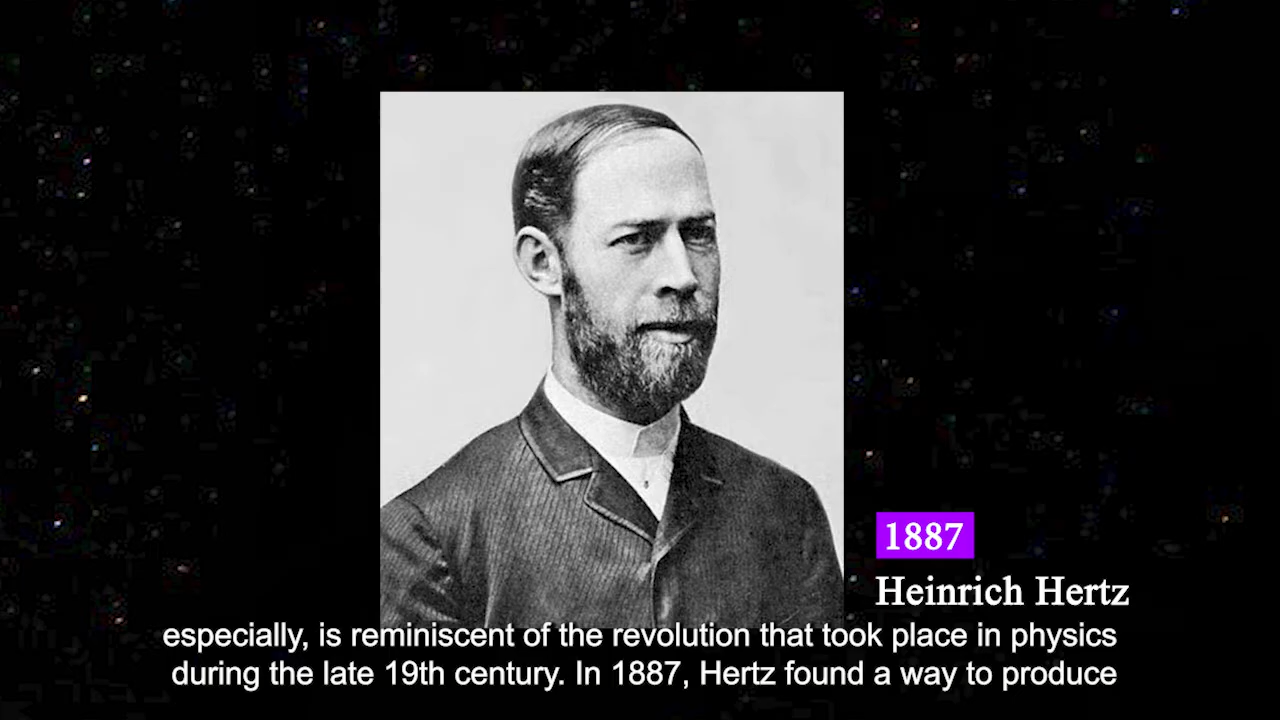 1887
Heinrich Hertz
especially, is reminiscent of the revolution that took place in physics
during the late 19th century. In 1887, Hertz found a way to produce